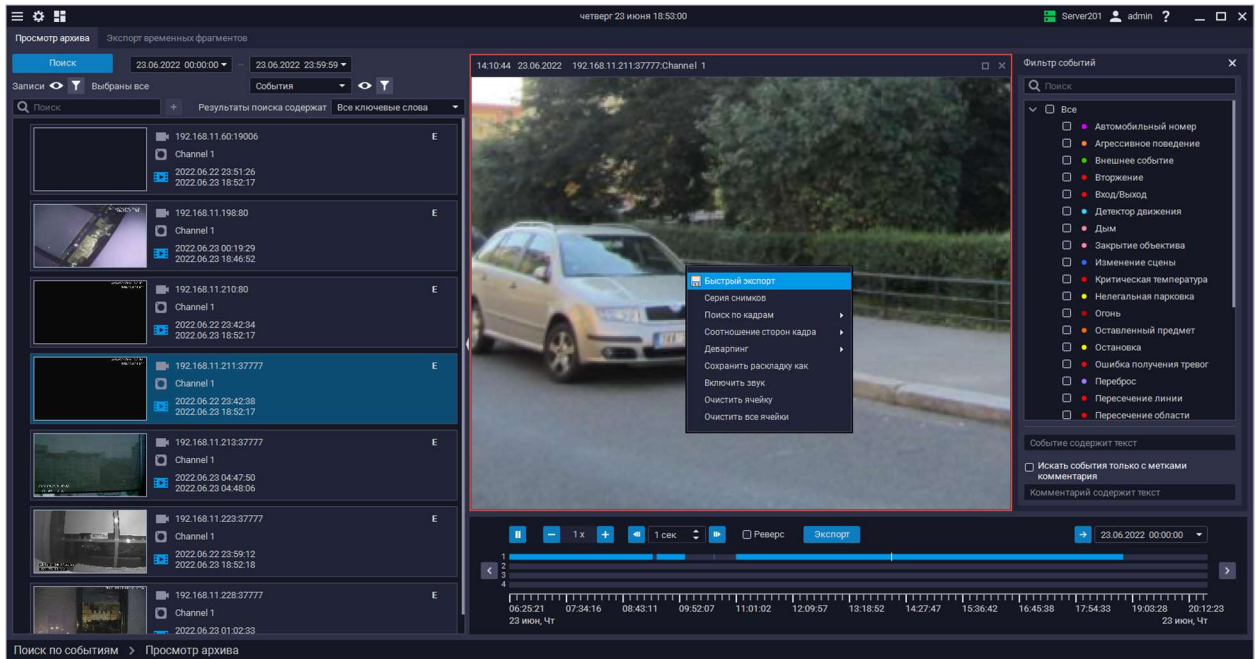 четверг 23 июня 18:53:00
Server201 admin ?
Просмотр архива Экспорт временных фрагментов
Поиск 23.06.2022 00:00:00 – 23.06.2022 23:59:59
Записи Выбраны все События
Поиск + Результаты поиска содержат Все ключевые слова
192.168.11.60:19006 E
Channel 1
2022.06.22 23:51:26
2022.06.23 18:52:17
192.168.11.198:80 E
Channel 1
2022.06.23 00:19:29
2022.06.23 18:46:52
192.168.11.210:80 E
Channel 1
2022.06.22 23:42:34
2022.06.23 18:52:17
192.168.11.211:37777 E
Channel 1
2022.06.22 23:42:38
2022.06.23 18:52:17
192.168.11.213:37777 E
Channel 1
2022.06.23 04:47:50
2022.06.23 04:48:06
192.168.11.223:37777 E
Channel 1
2022.06.22 23:59:12
2022.06.23 18:52:18
192.168.11.228:37777 E
Channel 1
2022.06.23 01:02:33
14:10:44 23.06.2022 192.168.11.211:37777:Channel 1
Быстрый экспорт
Серия снимков
Поиск по кадрам
Соотношение сторон кадра
Деварпинг
Сохранить раскладку как
Включить звук
Очистить ячейку
Очистить все ячейки
Фильтр событий
Поиск
Все
Автомобильный номер
Агрессивное поведение
Внешнее событие
Вторжение
Вход/Выход
Детектор движения
Дым
Закрытие объектива
Изменение сцены
Критическая температура
Нелегальная парковка
Огонь
Оставленный предмет
Остановка
Ошибка получения тревог
Переброс
Пересечение линии
Пересечение области
Событие содержит текст
Искать события только с метками
комментария
Комментарий содержит текст
1 x + 1 сек Реверс Экспорт 23.06.2022 00:00:00
1
2
3
4
06:25:21 07:34:16 08:43:11 09:52:07 11:01:02 12:09:57 13:18:52 14:27:47 15:36:42 16:45:38 17:54:33 19:03:28 20:12:23
23 июн, Чт 23 июн, Чт
Поиск по событиям > Просмотр архива